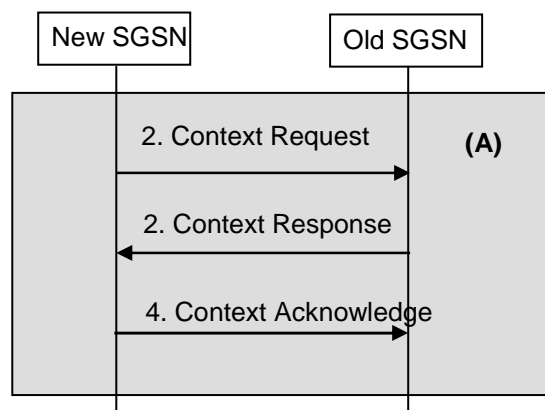 New SGSN
Old SGSN
2. Context Request
(A)
2. Context Response
4. Context Acknowledge